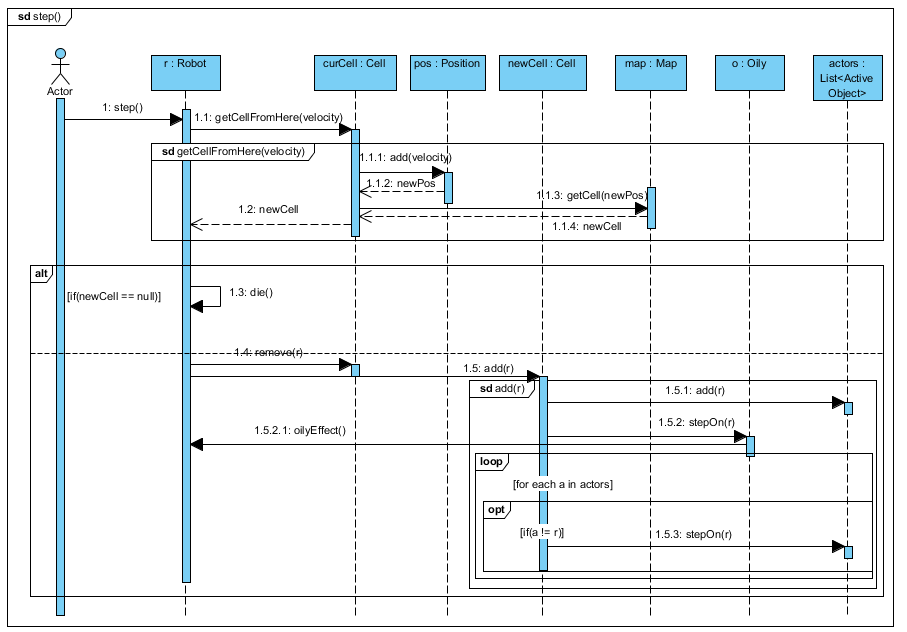 sd step()
Actor
r : Robot
curCell : Cell
pos : Position
newCell : Cell
map : Map
o : Oily
actors :
List<Active
Object>
1: step()
1.1: getCellFromHere(velocity)
sd getCellFromHere(velocity)
1.1.1: add(velocity)
1.1.2: newPos
1.1.3: getCell(newPos)
1.2: newCell
1.1.4: newCell
alt
[if(newCell == null)]
1.3: die()
1.4: remove(r)
1.5: add(r)
sd add(r)
1.5.1: add(r)
1.5.2: stepOn(r)
1.5.2.1: oilyEffect()
loop
[for each a in actors]
opt
[if(a != r)]
1.5.3: stepOn(r)